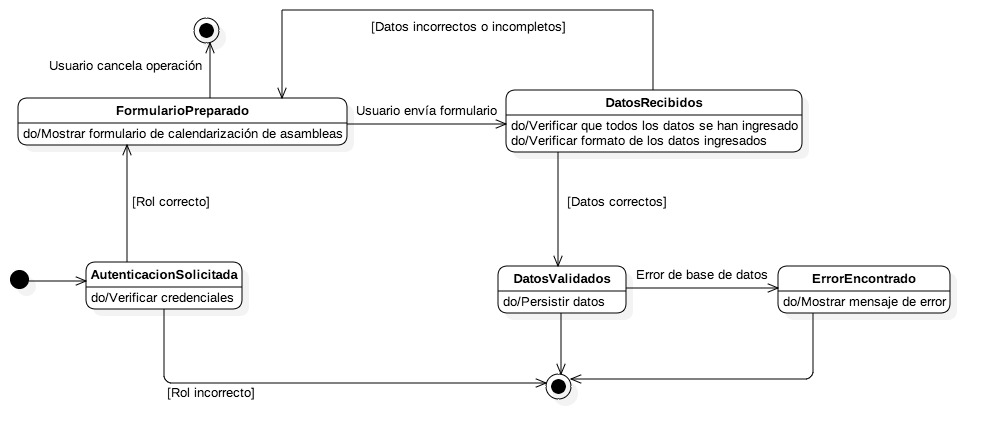 [Datos incorrectos o incompletos]
Usuario cancela operación
FormularioPreparado
do/Mostrar formulario de calendarización de asambleas
Usuario envía formulario
DatosRecibidos
do/Verificar que todos los datos se han ingresado
do/Verificar formato de los datos ingresados
[Rol correcto]
[Datos correctos]
AutenticacionSolicitada
do/Verificar credenciales
DatosValidados
do/Persistir datos
Error de base de datos
ErrorEncontrado
do/Mostrar mensaje de error
[Rol incorrecto]